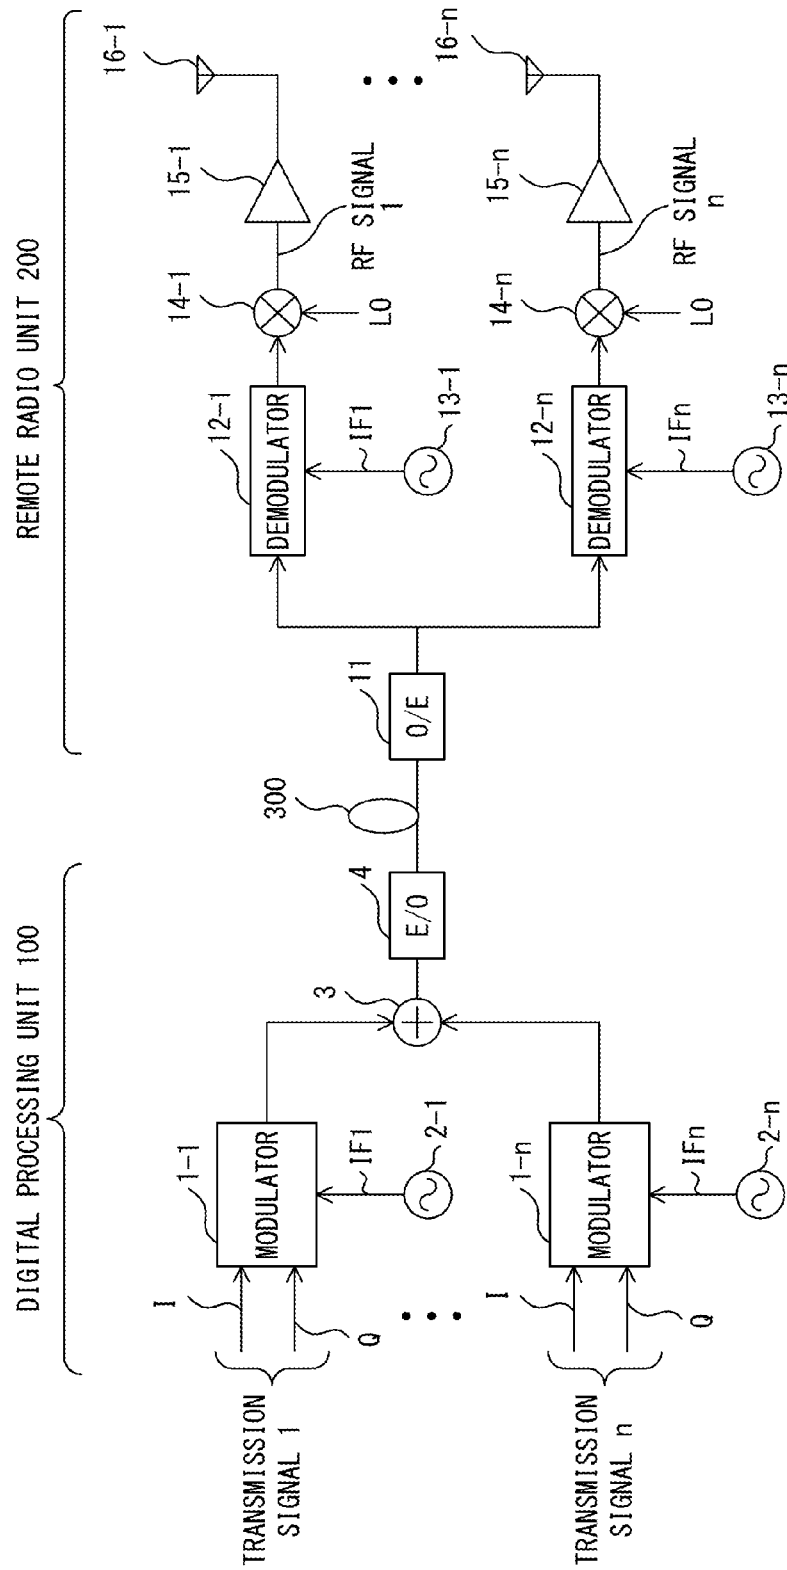 DIGITAL PROCESSING UNIT 100
REMOTE RADIO UNIT 200
TRANSMISSION
SIGNAL 1
I
Q
1-1
MODULATOR
IF1
2-1
3
4
E/O
300
11
O/E
12-1
DEMODULATOR
IF1
13-1
14-1
LO
RF SIGNAL
1
15-1
16-1
TRANSMISSION
SIGNAL n
I
Q
1-n
MODULATOR
IFn
2-n
12-n
DEMODULATOR
IFn
13-n
14-n
LO
RF SIGNAL
n
15-n
16-n